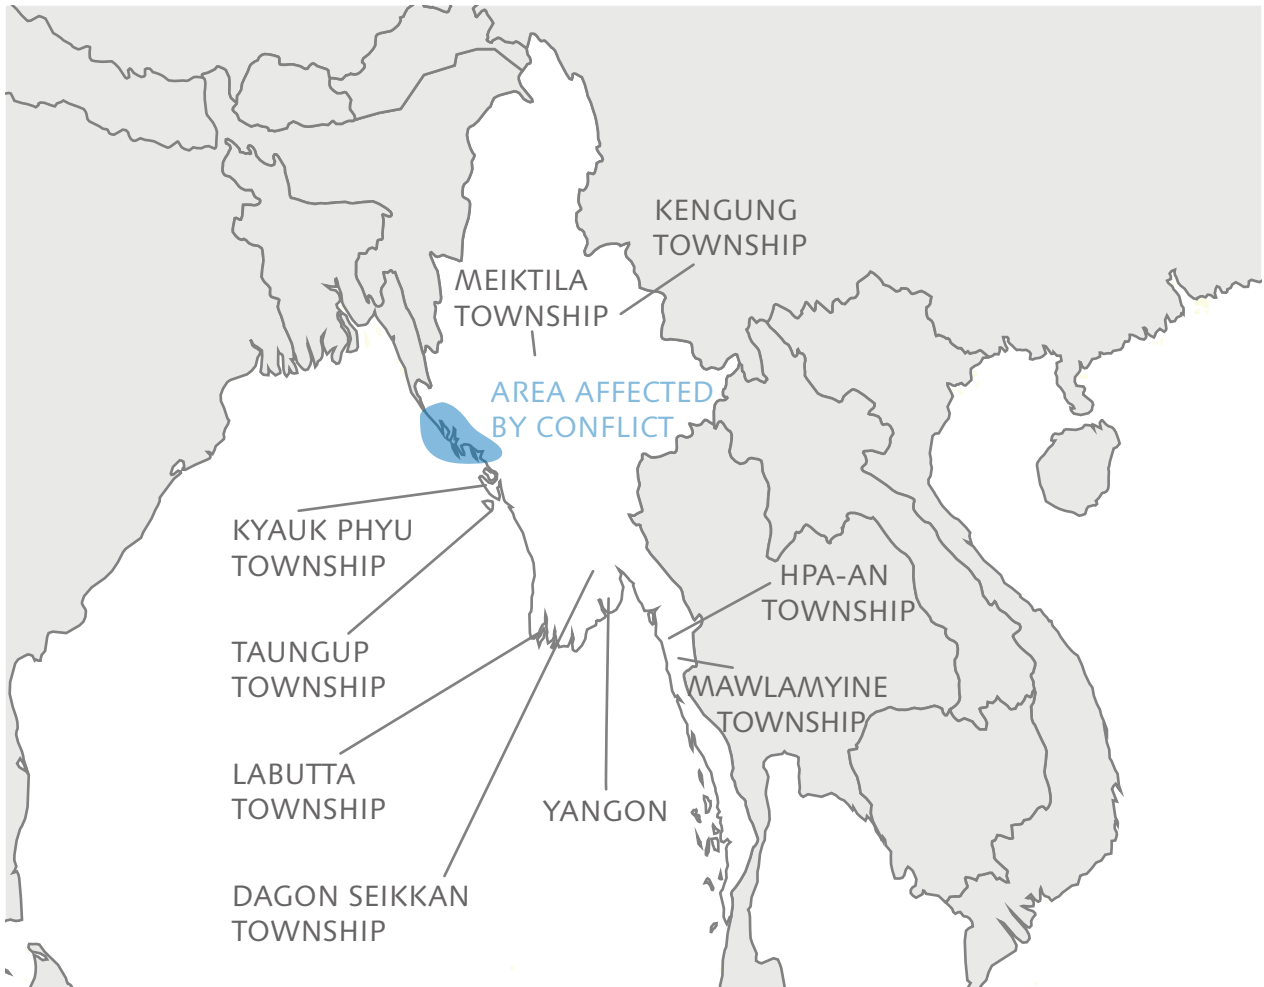 KENGUNG
TOWNSHIP
MEIKTILA
TOWNSHIP
AREA AFFECTED
BY CONFLICT
KYAUK PHYU
TOWNSHIP
HPA-AN
TOWNSHIP
TAUNGUP
TOWNSHIP
MAWLAMYINE
TOWNSHIP
LABUTTA
TOWNSHIP
YANGON
DAGON SEIKKAN
TOWNSHIP